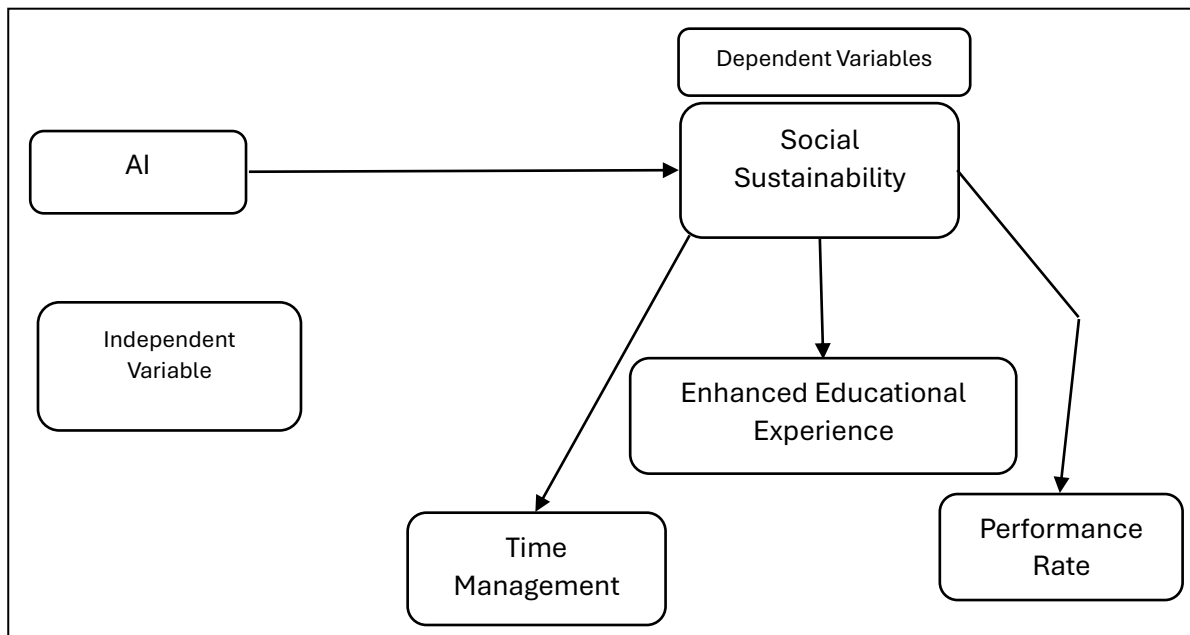 Dependent Variables
AI
Social
Sustainability
Independent
Variable
Enhanced Educational
Experience
Time
Management
Performance
Rate